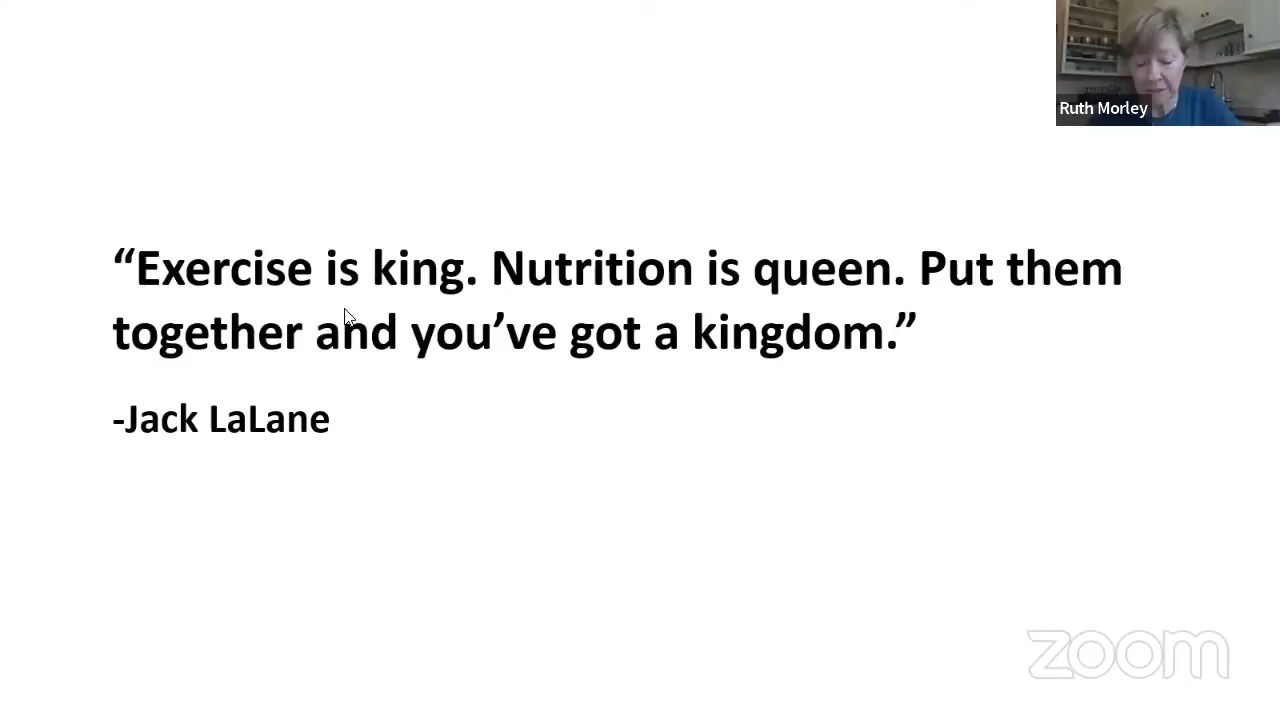 Ruth Morley
“Exercise is king. Nutrition is queen. Put them
together and you’ve got a kingdom.”
-Jack LaLane
zoom